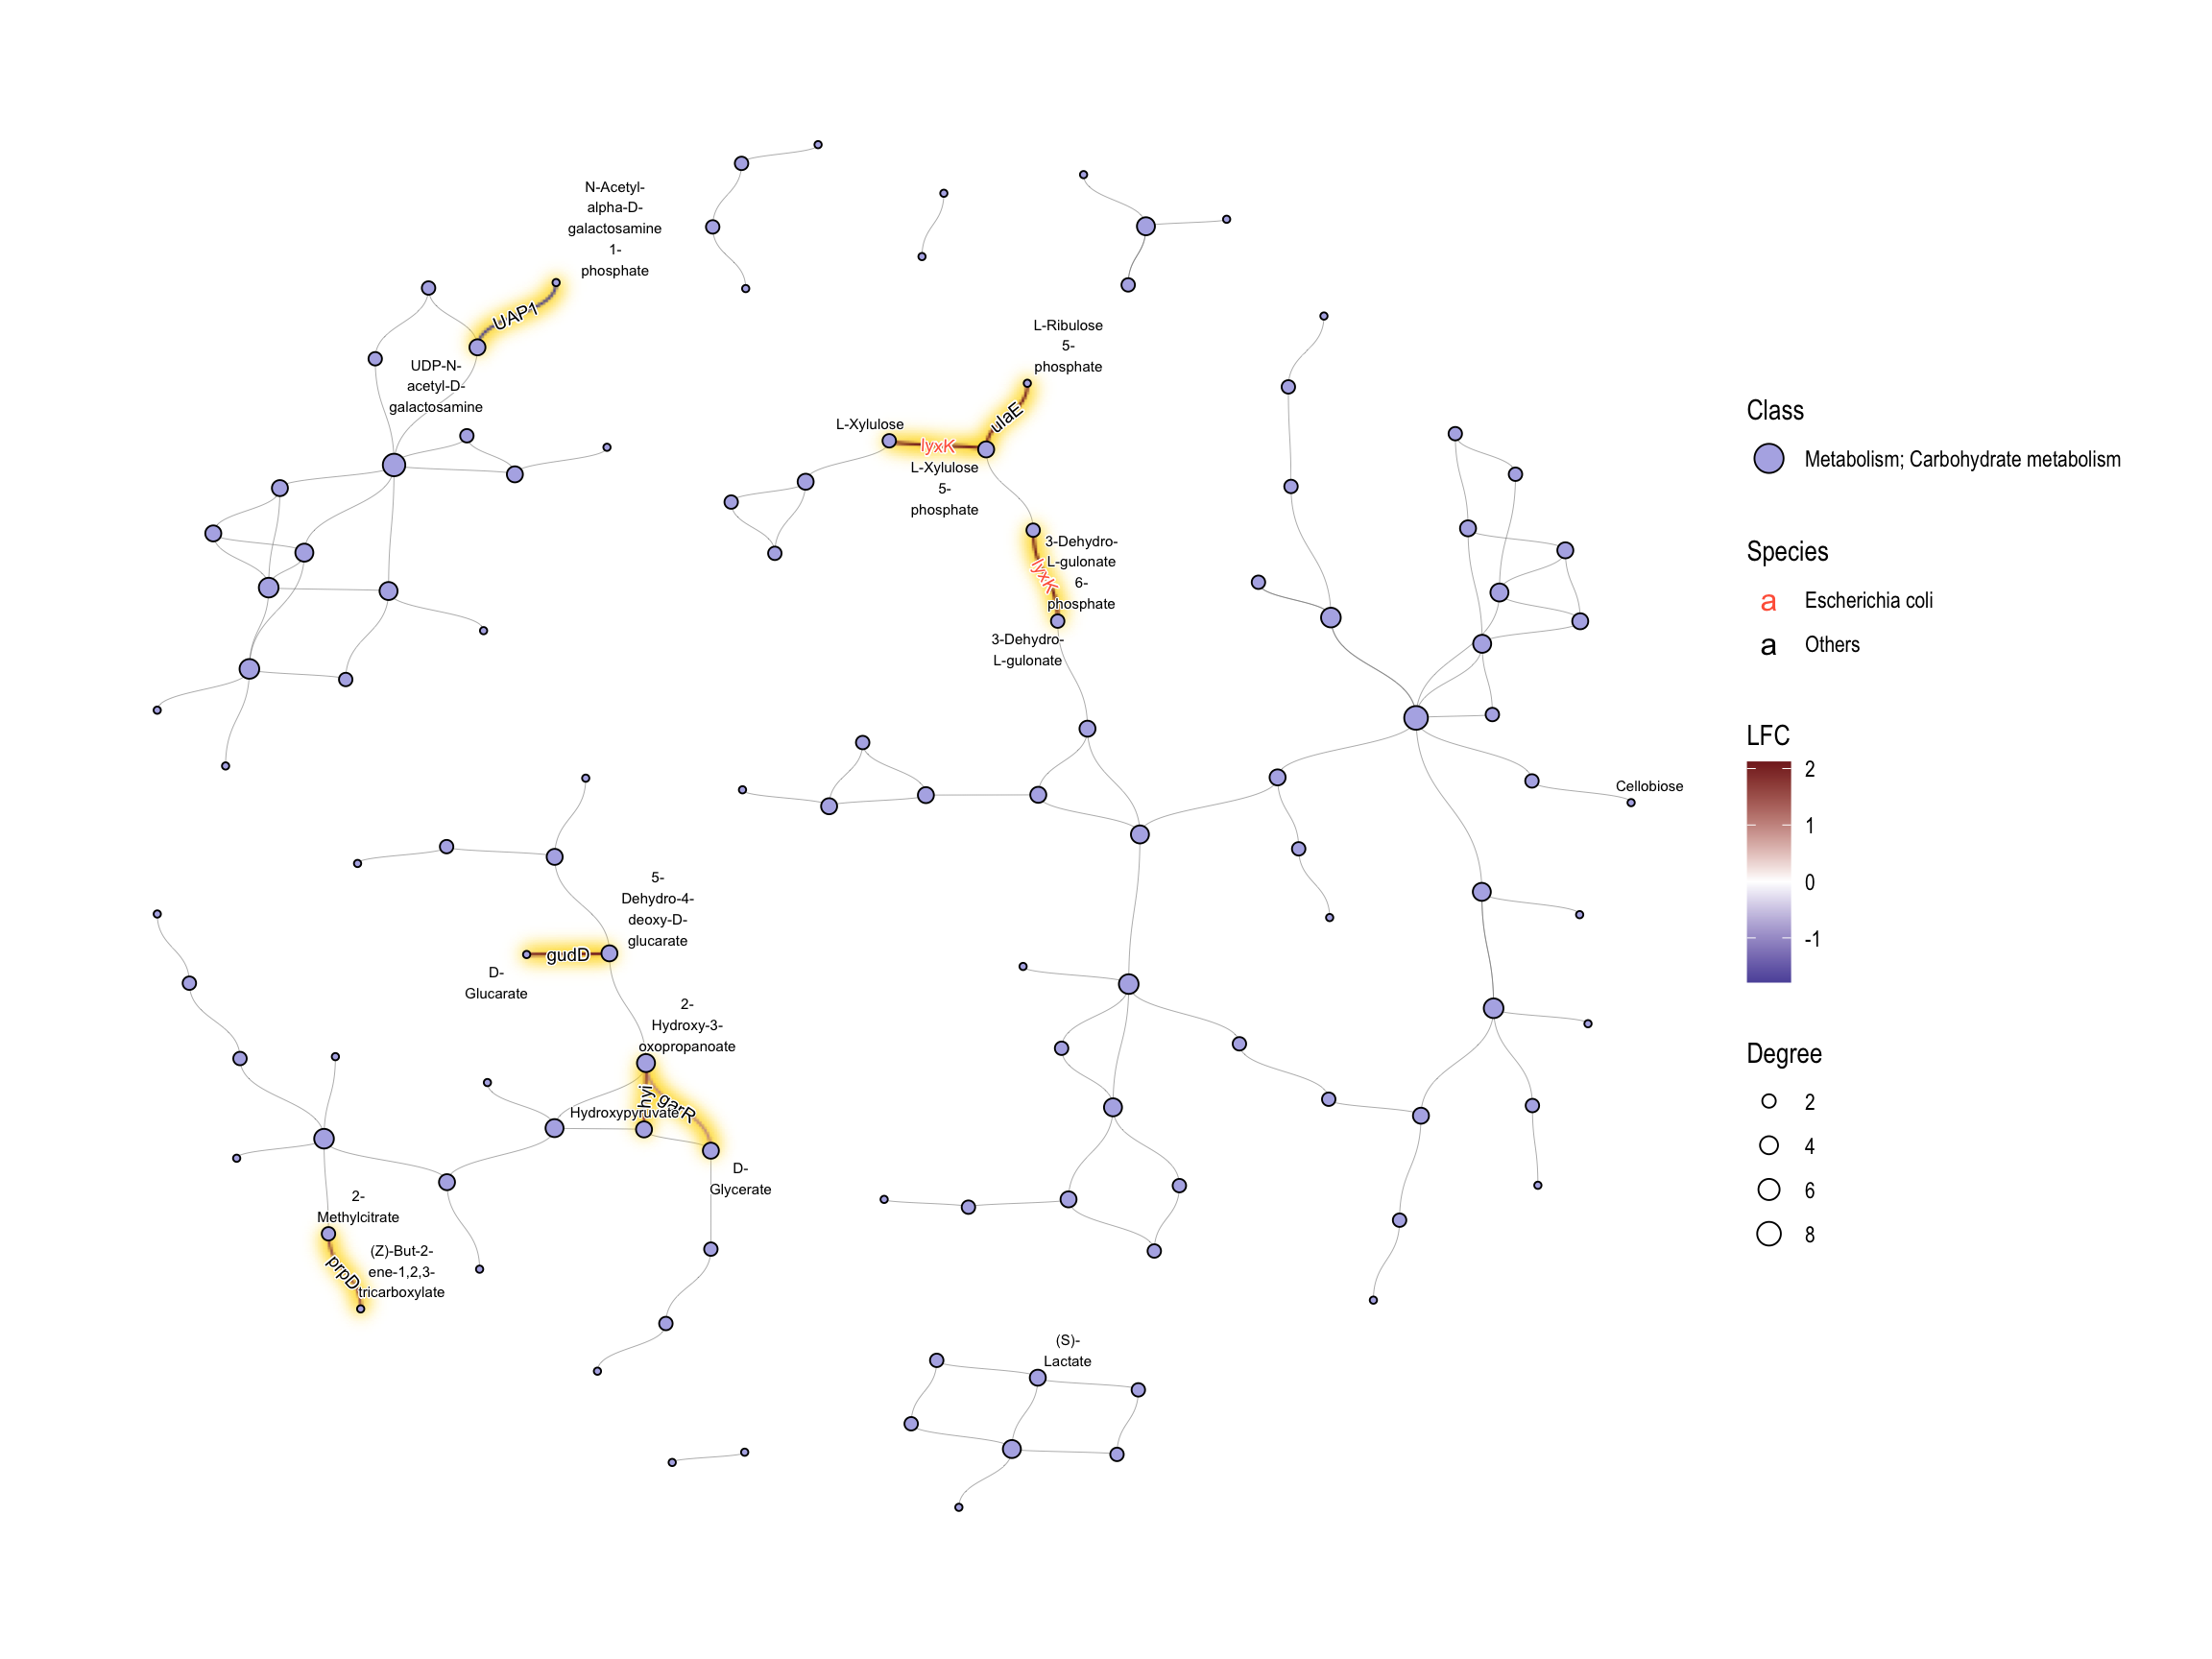 N-Acetyl-
alpha-D-
galactosamine
1-
phosphate
UAP1
UDP-N-
acetyl-D-
galactosamine
L-Ribulose
5-
phosphate
ulaE
L-Xylulose
lyxK
L-Xylulose
5-
phosphate
3-Dehydro-
L-gulonate
6-
phosphate
lyxK
3-Dehydro-
L-gulonate
Cellobiose
5-
Dehydro-4-
deoxy-D-
glucarate
gudD
D-
Glucarate
2-
Hydroxy-3-
oxopropanoate
hyi
garR
Hydroxypyruvate
D-
Glycerate
2-
Methylcitrate
prpD
(Z)-But-2-
ene-1,2,3-
tricarboxylate
(S)-
Lactate
Class
Metabolism; Carbohydrate metabolism
Species
a Escherichia coli
a Others
LFC
2
1
0
-1
Degree
2
4
6
8